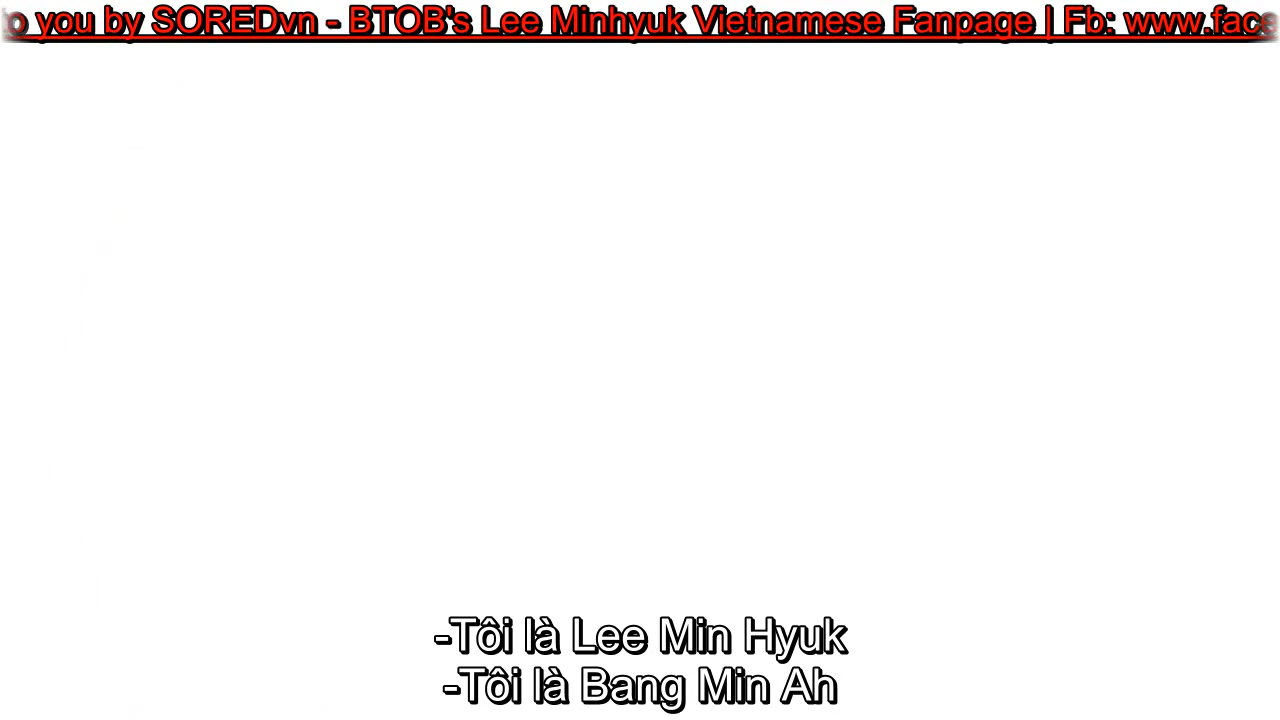 you by SOREDvn - BTOB's Lee Minhyuk Vietnamese Fanpage | Fb: www.face
-Tôi là Lee Min Hyuk
-Tôi là Bang Min Ah